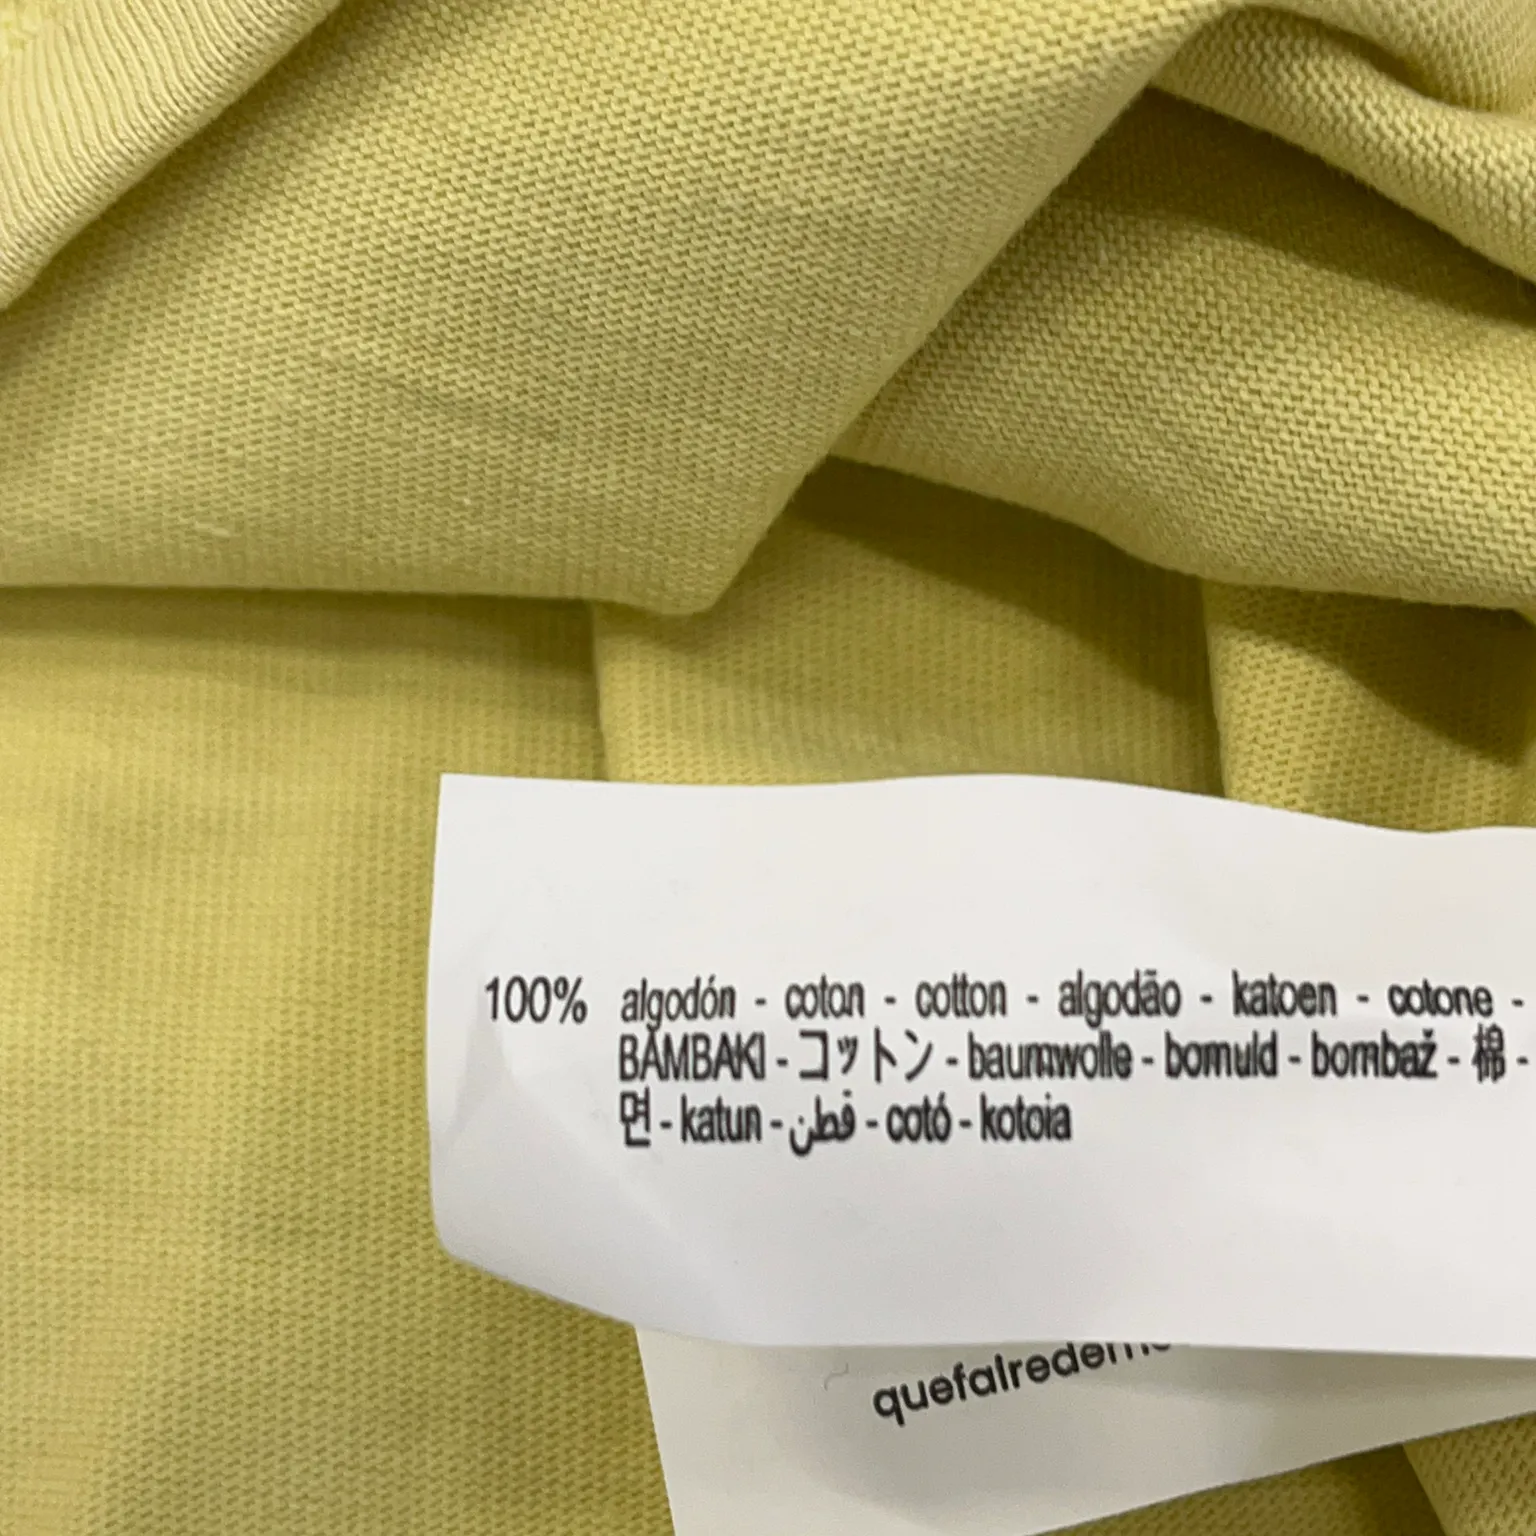 100% algodón - coton - cotton - algodão - katoen - cotone -
BAMBAKI - コットン - baumwolle - bomuld - bombaž - 棉 -
면 - katun - قطن - cotó - kotoia